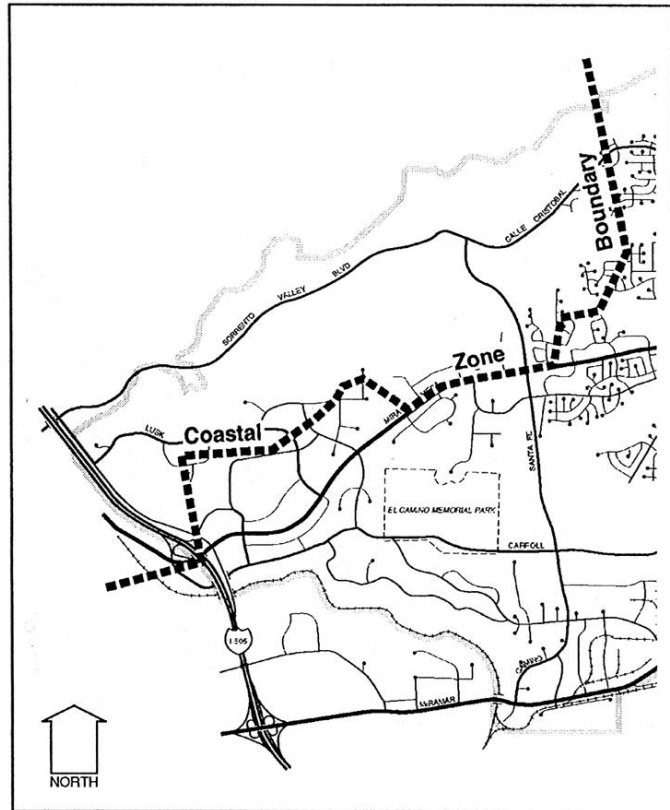 Boundary
CALLE CRISTOBAL
SORRENTO VALLEY BLVD
Zone
MIRA
LUSK
Coastal
SANTA FE
EL CAMINO MEMORIAL PARK
CARROLL
I-805
CAMINO
MIRAMAR
NORTH